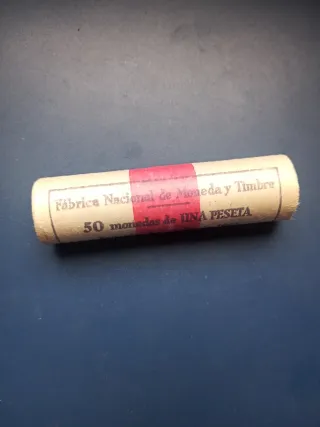 Fábrica Nacional de Moneda y Timbre
50 monedas de UNA PESETA